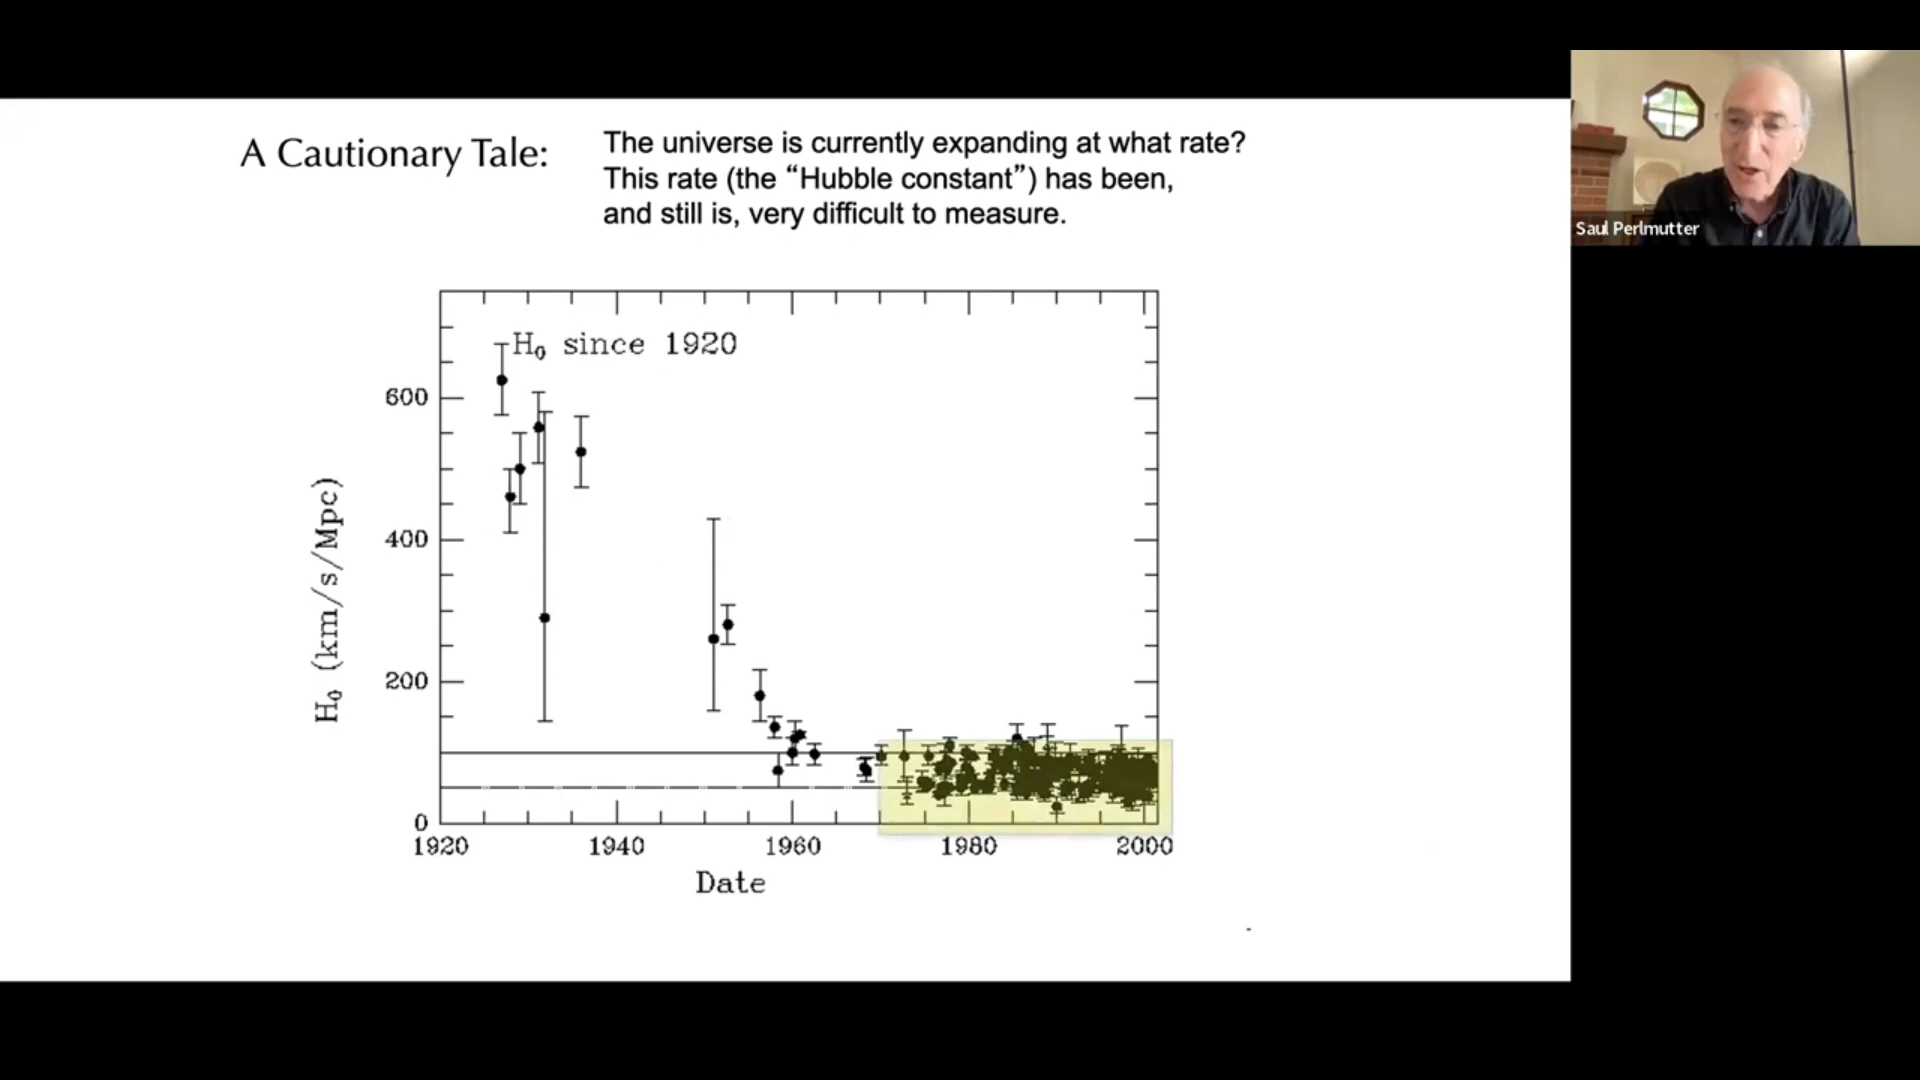 A Cautionary Tale:
The universe is currently expanding at what rate?
This rate (the “Hubble constant”) has been,
and still is, very difficult to measure.
Saul Perlmutter
H₀ since 1920
600
400
200
0
H₀ (km/s/Mpc)
1920 1940 1960 1980 2000
Date